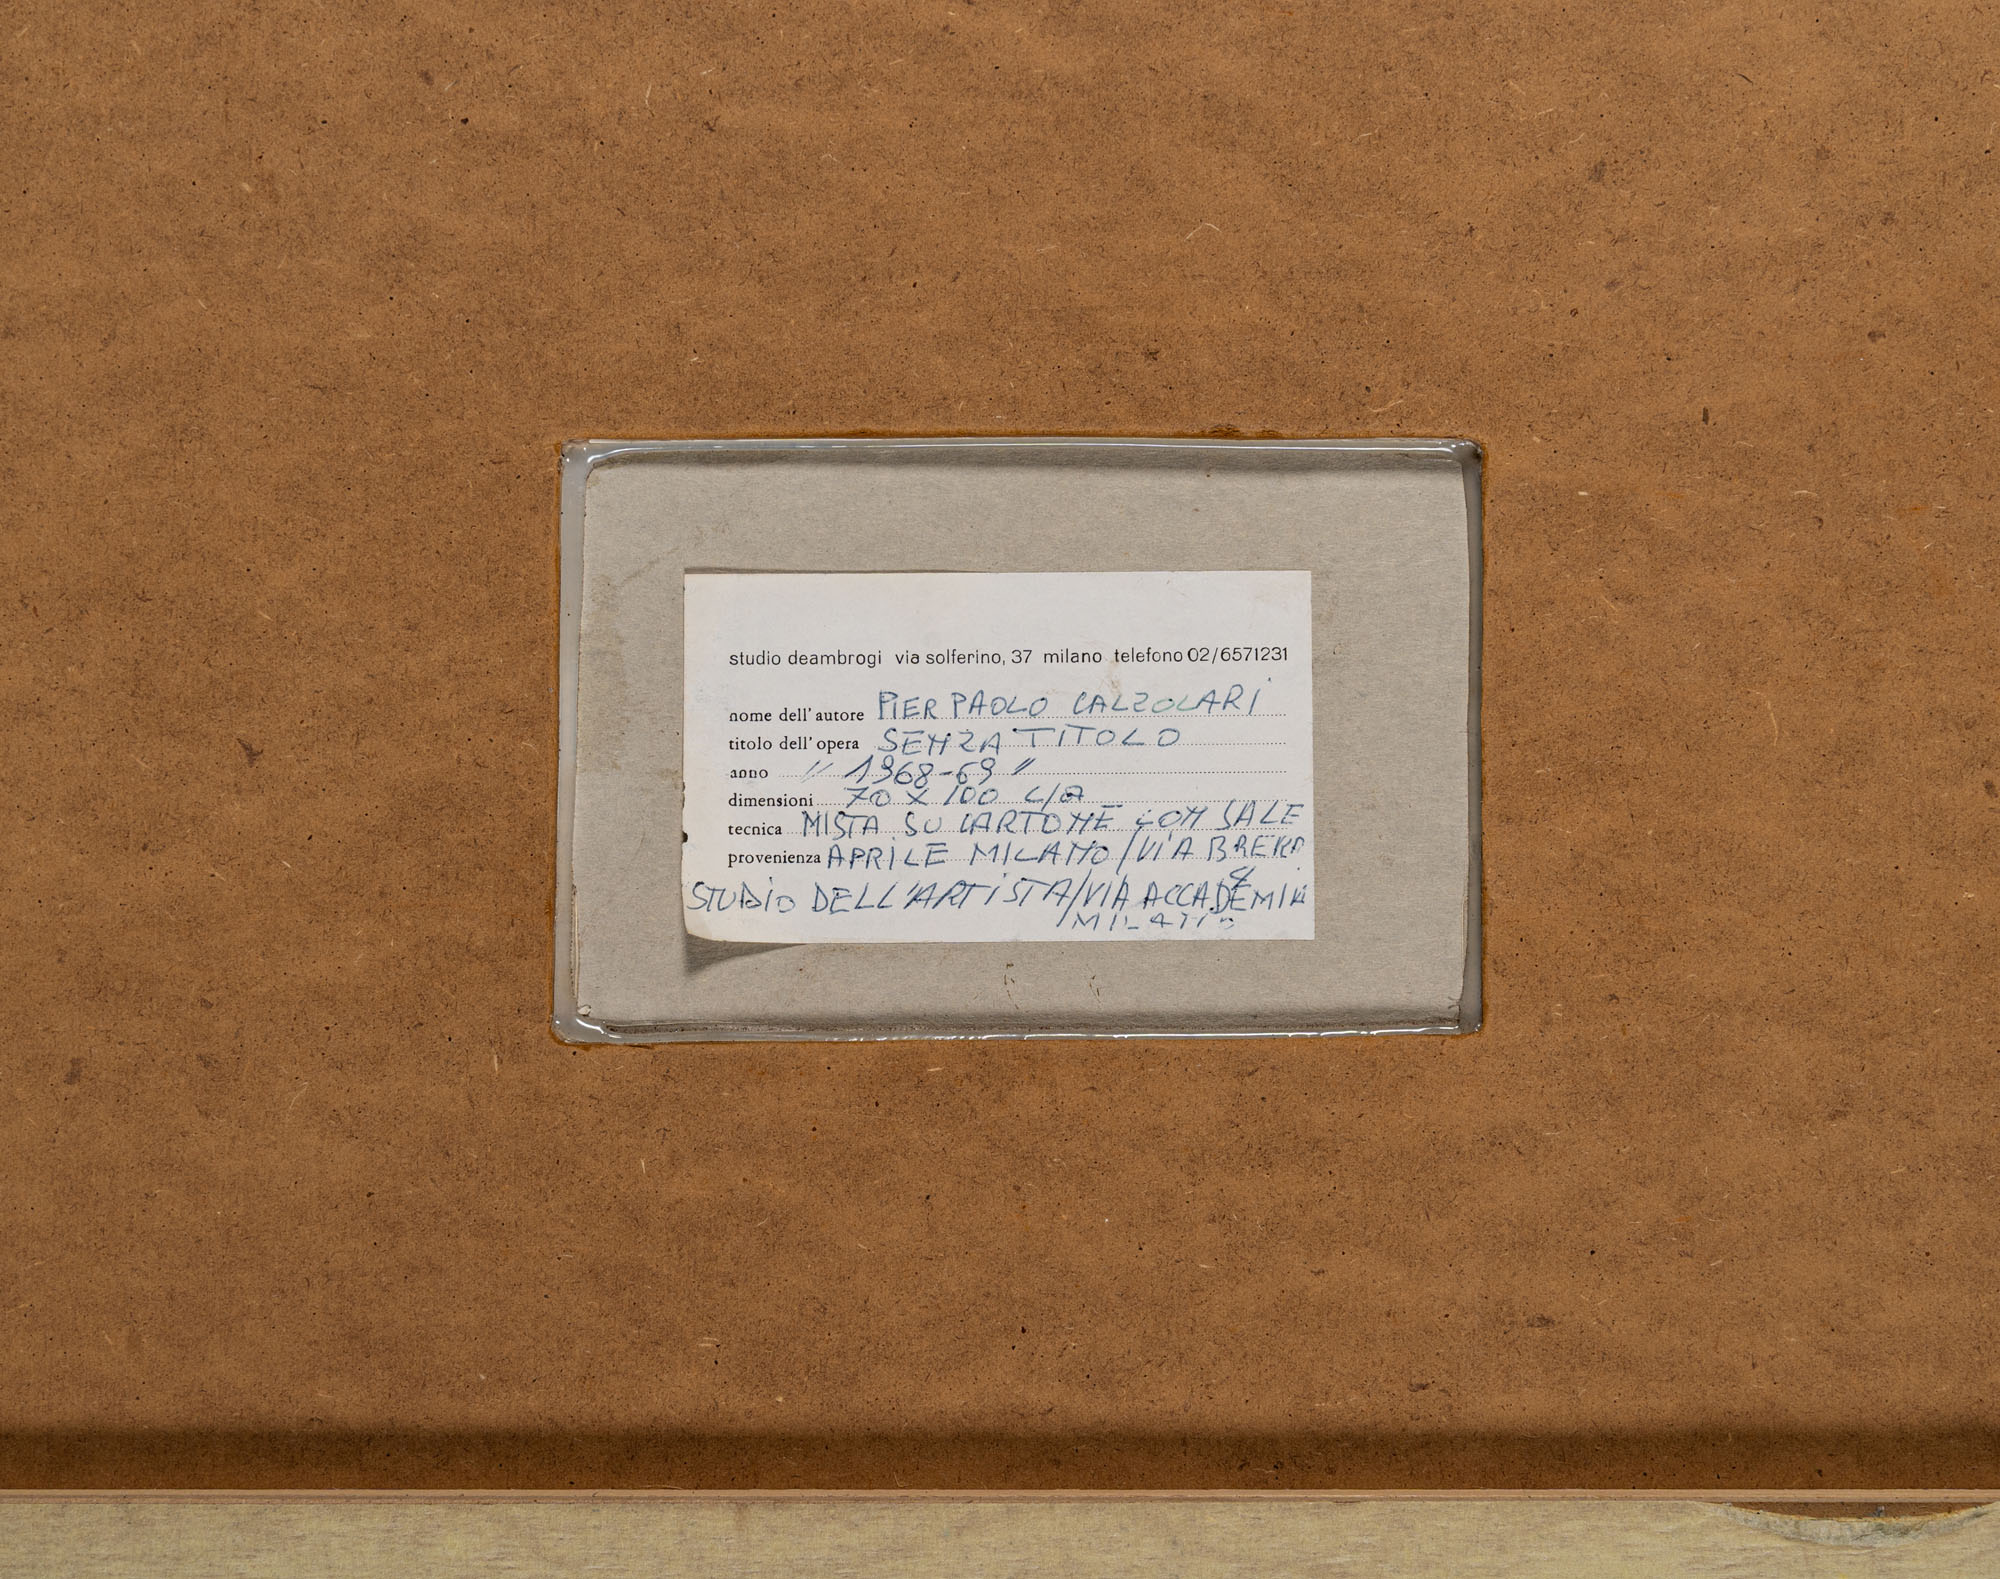 studio deambrogi via solferino, 37 milano telefono 02/6571231
nome dell'autore PIER PAOLO CALZOLARI
titolo dell'opera SENZA TITOLO
anno " 1968-69 "
dimensioni 70 X 100
tecnica MISTA SU CARTONE CON SALE
provenienza APRILE MILANO / VIA BRERA
STUDIO DELL'ARTISTA / VIA ACCADEMIA
MILANO